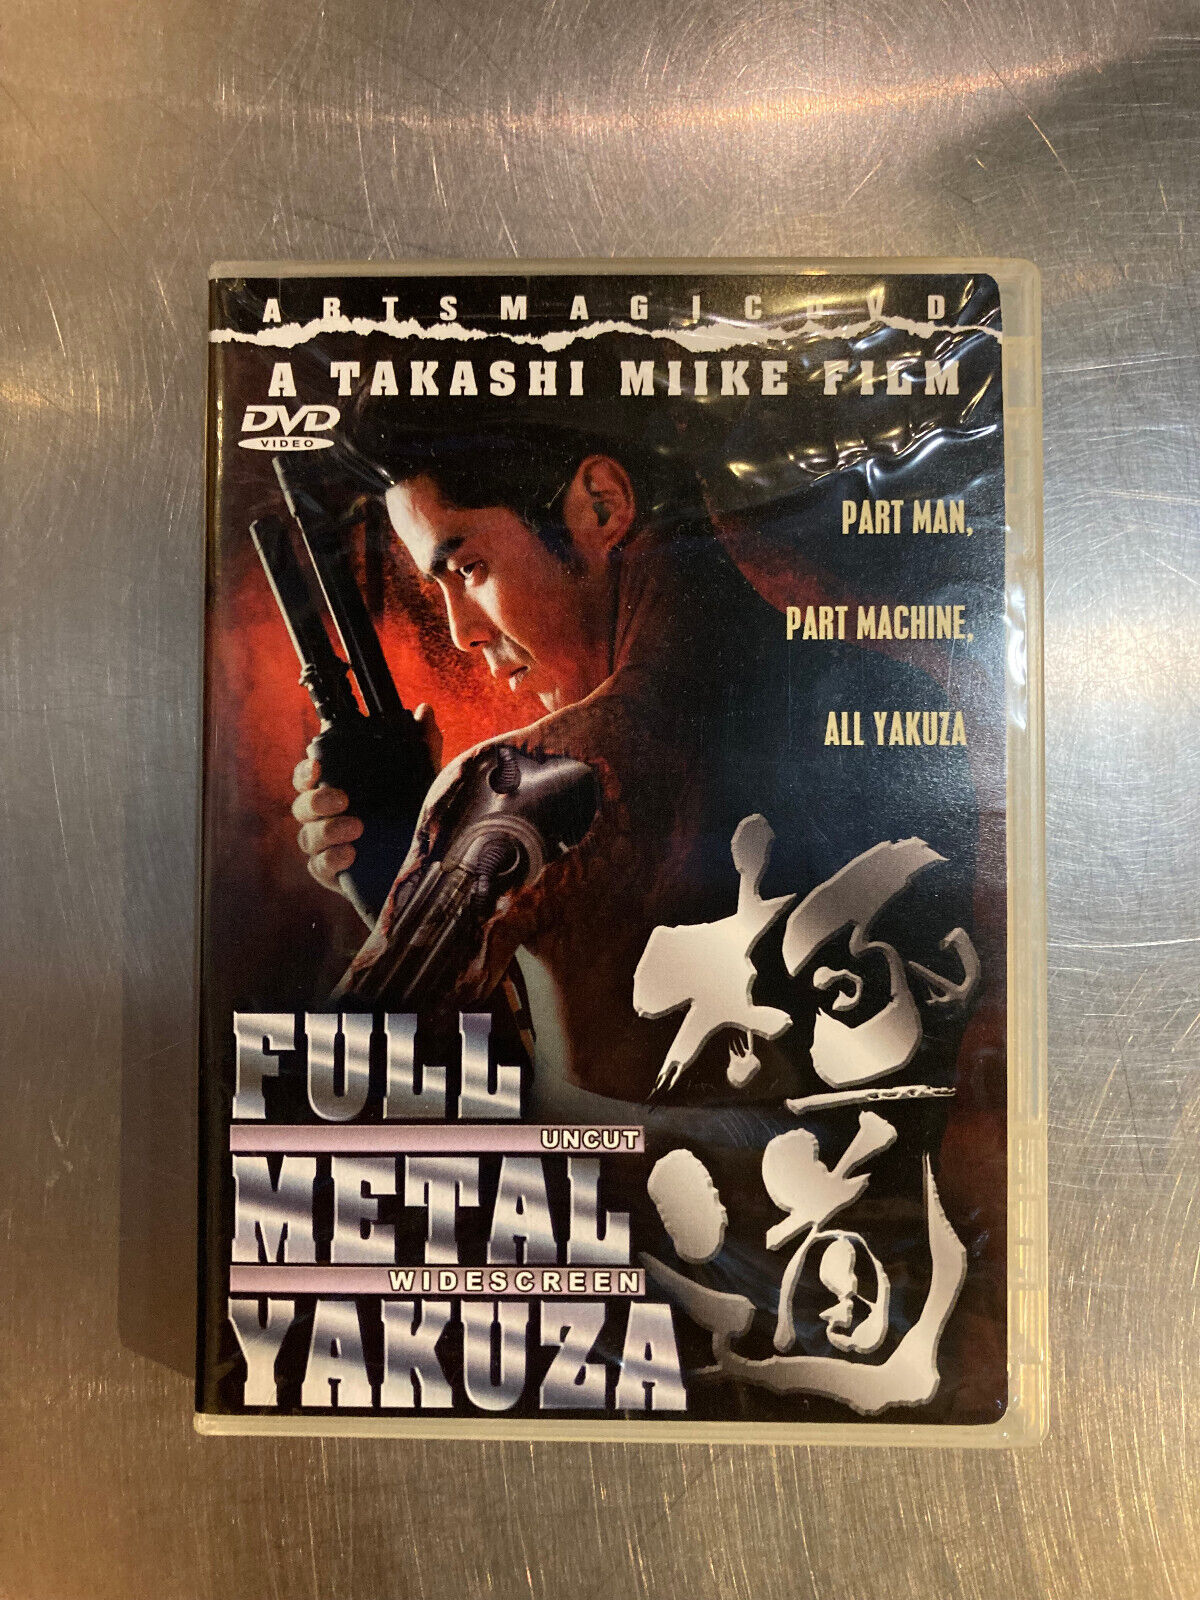 ARTSMAGICDVD
A TAKASHI MIIKE FILM
DVD
VIDEO
PART MAN,
PART MACHINE,
ALL YAKUZA
極
道
FULL
UNCUT
METAL
WIDESCREEN
YAKUZA